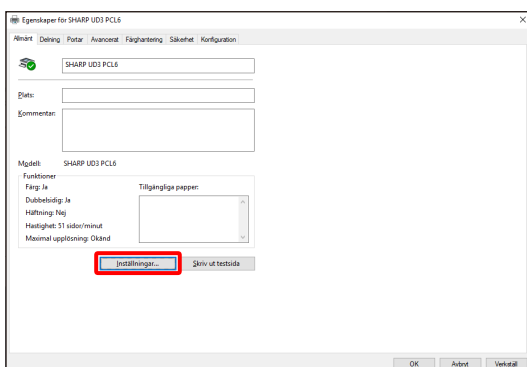 Egenskaper för SHARP UD3 PCL6
Allmänt Delning Portar Avancerat Färghantering Säkerhet Konfiguration
SHARP UD3 PCL6
Plats:
Kommentar:
Modell: SHARP UD3 PCL6
Funktioner
Färg: Ja Tillgängliga papper:
Dubbelsidig: Ja
Häftning: Nej
Hastighet: 51 sidor/minut
Maximal upplösning: Okänd
Inställningar... Skriv ut testsida
OK Avbryt Verkställ